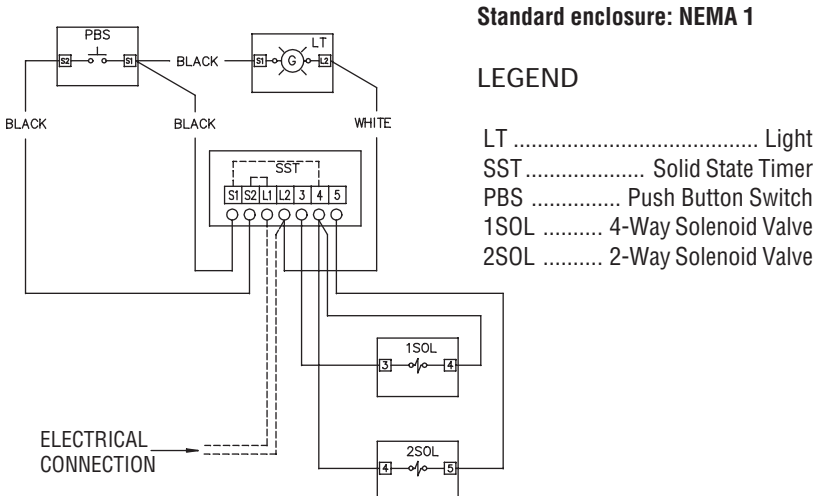 Standard enclosure: NEMA 1
LEGEND
LT ........................................ Light
SST .................... Solid State Timer
PBS ............... Push Button Switch
1SOL .......... 4-Way Solenoid Valve
2SOL .......... 2-Way Solenoid Valve
PBS
S2 S1
BLACK
LT
S1 G L2
BLACK
BLACK
WHITE
SST
S1 S2 L1 L2 3 4 5
1SOL
3 4
ELECTRICAL
CONNECTION
2SOL
4 5